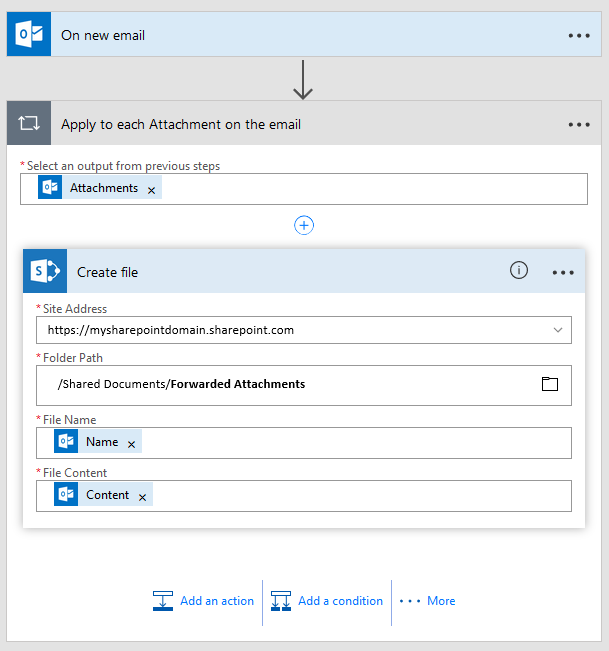 On new email
Apply to each Attachment on the email
*Select an output from previous steps
Attachments x
S
Create file
*Site Address
https://mysharepointdomain.sharepoint.com
*Folder Path
/Shared Documents/Forwarded Attachments
*File Name
Name x
*File Content
Content x
Add an action Add a condition More